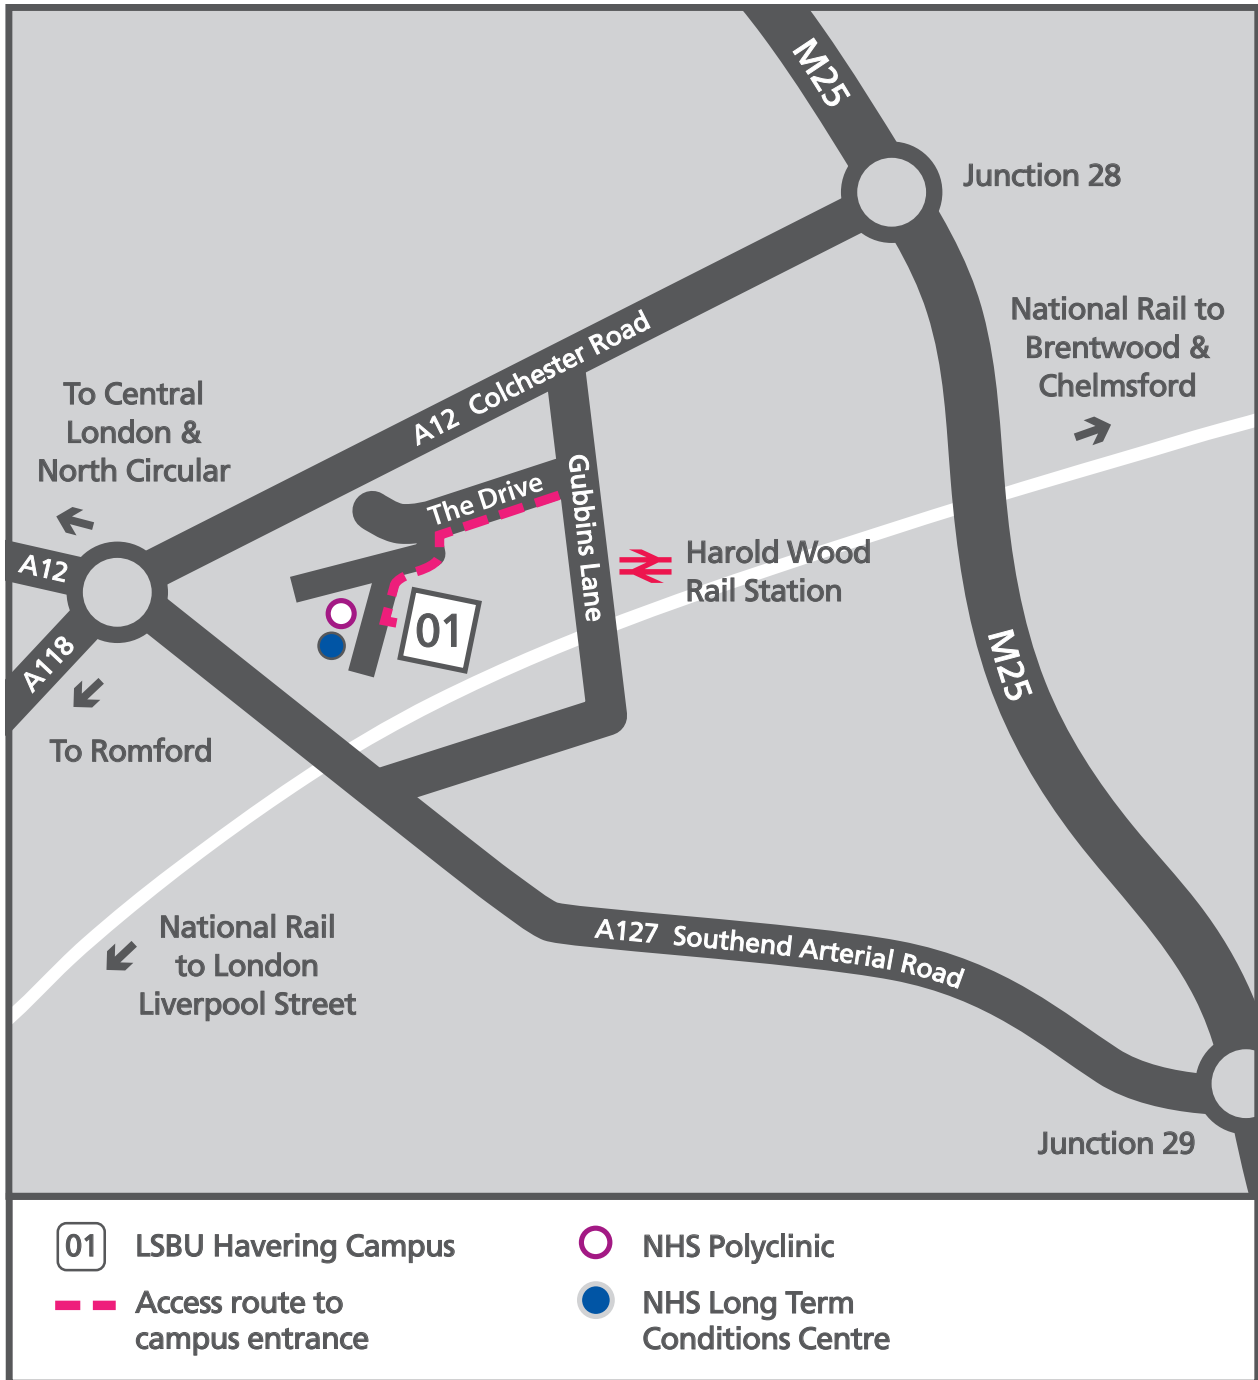 M25
Junction 28
National Rail to
Brentwood &
Chelmsford
To Central
London &
North Circular
A12 Colchester Road
The Drive
Gubbins Lane
Harold Wood
Rail Station
A12
A118
01
To Romford
M25
National Rail
to London
Liverpool Street
A127 Southend Arterial Road
Junction 29
01 LSBU Havering Campus
Access route to
campus entrance
NHS Polyclinic
NHS Long Term
Conditions Centre